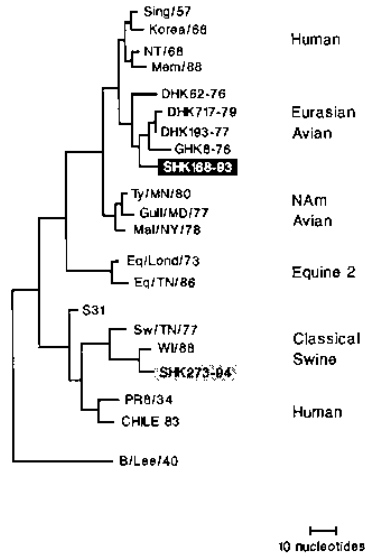 Sing/57
Korea/68
Human
NT/68
Mem/88
DHK62-76
DHK717-79
Eurasian
DHK193-77
Avian
GHK8-76
SHK168-93
Ty/MN/80
NAm
Gull/MD/77
Avian
Mal/NY/78
Eq/Lond/73
Equine 2
Eq/TN/86
S31
Sw/TN/77
Classical
WI/88
Swine
SHK273-94
PR8/34
Human
CHILE 83
B/Lee/40
10 nucleotides